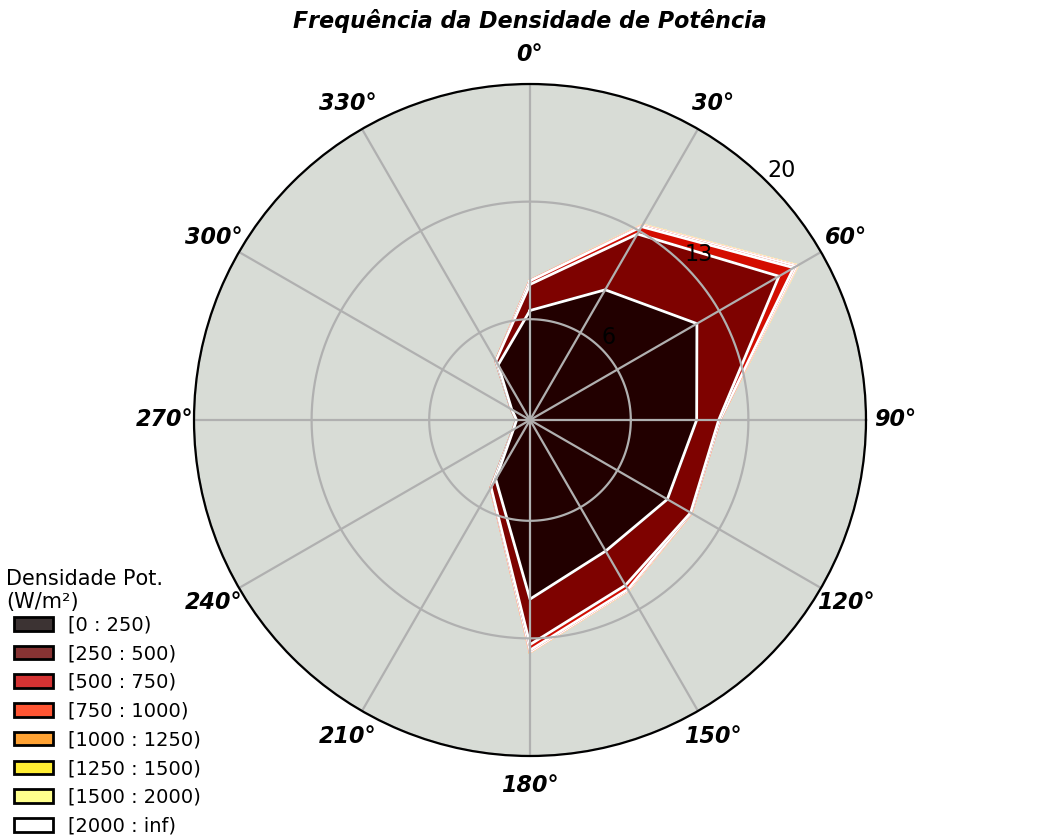 Frequência da Densidade de Potência
0°
330°
30°
20
300°
60°
13
6
270°
90°
240°
120°
210°
150°
180°
Densidade Pot.
(W/m²)
[0 : 250)
[250 : 500)
[500 : 750)
[750 : 1000)
[1000 : 1250)
[1250 : 1500)
[1500 : 2000)
[2000 : inf)